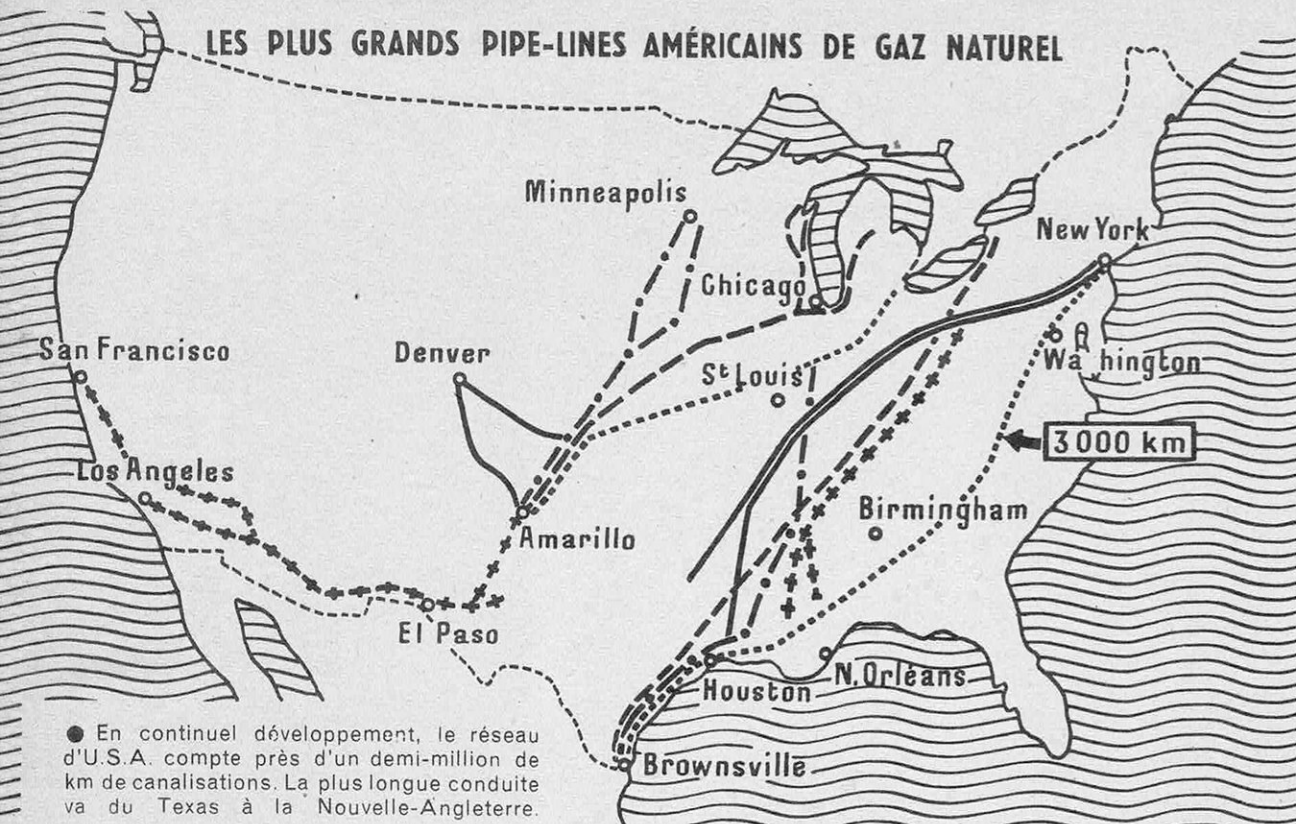 LES PLUS GRANDS PIPE-LINES AMÉRICAINS DE GAZ NATUREL
Minneapolis
New York
Chicago
San Francisco
Denver
St Louis
Wa hington
3000 km
Los Angeles
Birmingham
Amarillo
El Paso
Houston
N. Orléans
Brownsville
● En continuel développement, le réseau
d'U.S.A. compte près d'un demi-million de
km de canalisations. La plus longue conduite
va du Texas à la Nouvelle-Angleterre.